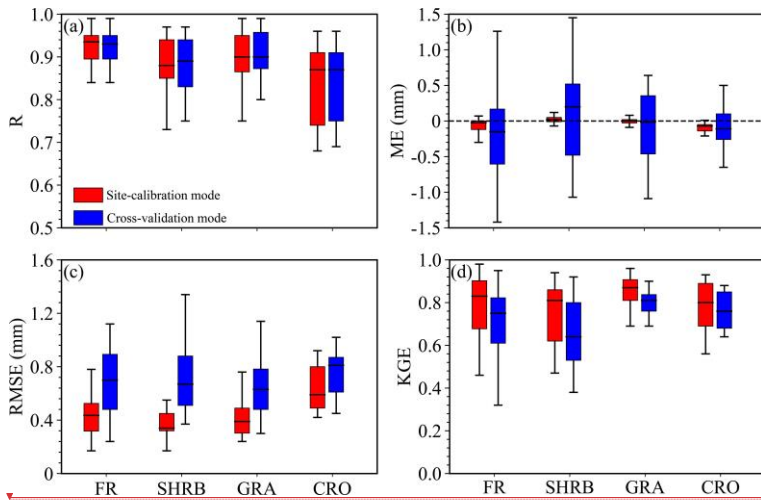 (a)
1.0
0.9
0.8
0.7
0.6
0.5
R
Site-calibration mode
Cross-validation mode
(b)
1.5
1.0
0.5
0
-0.5
-1.0
-1.5
ME (mm)
(c)
1.6
1.2
0.8
0.4
0.0
RMSE (mm)
FR SHRB GRA CRO
(d)
1.0
0.8
0.6
0.4
0.2
0.0
KGE
FR SHRB GRA CRO